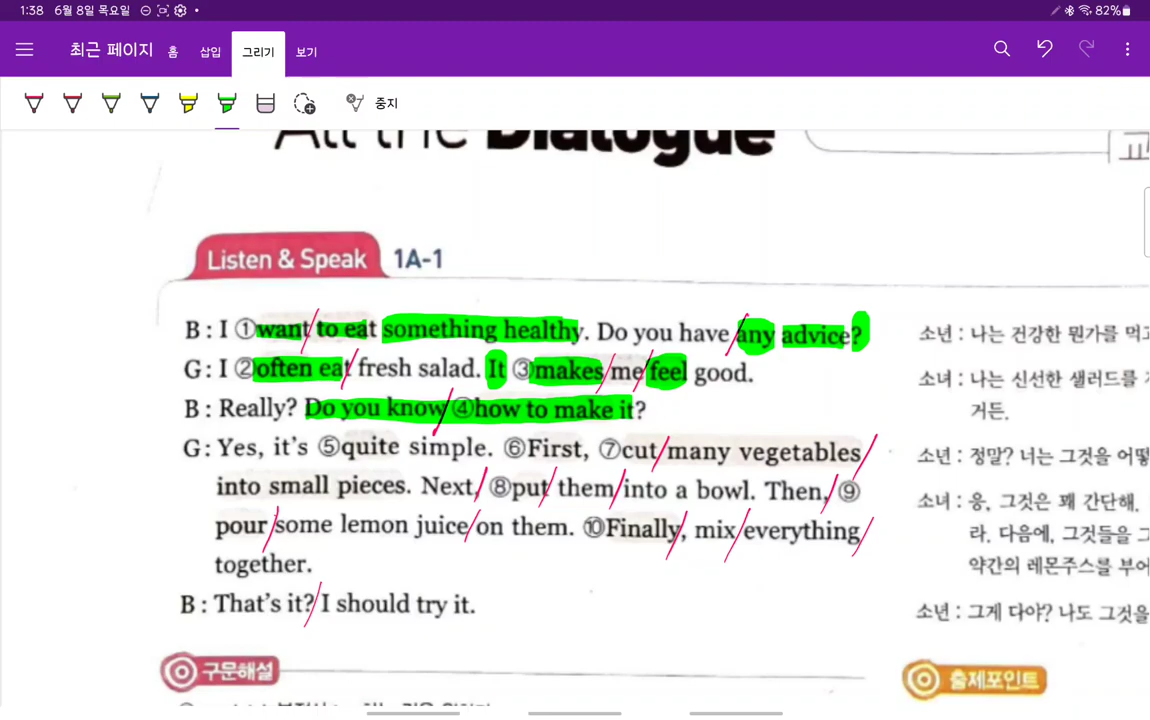 1:38 6월 8일 목요일 82%
최근 페이지 홈 삽입 그리기 보기
중지
All the Dialogue
Listen & Speak 1A-1
B : I ①want to eat something healthy. Do you have any advice?
G : I ②often eat fresh salad. It ③makes me feel good.
B : Really? Do you know ④how to make it?
G : Yes, it's ⑤quite simple. ⑥First, ⑦cut many vegetables
into small pieces. Next, ⑧put them into a bowl. Then, ⑨
pour some lemon juice on them. ⑩Finally, mix everything
together.
B : That's it? I should try it.
소년 : 나는 건강한 뭔가를 먹고
소녀 : 나는 신선한 샐러드를
거든.
소년 : 정말? 너는 그것을 어떻
소녀 : 응, 그것은 꽤 간단해.
라. 다음에, 그것들을 그
약간의 레몬주스를 부어
소년 : 그게 다야? 나도 그것을
구문해설
출제포인트